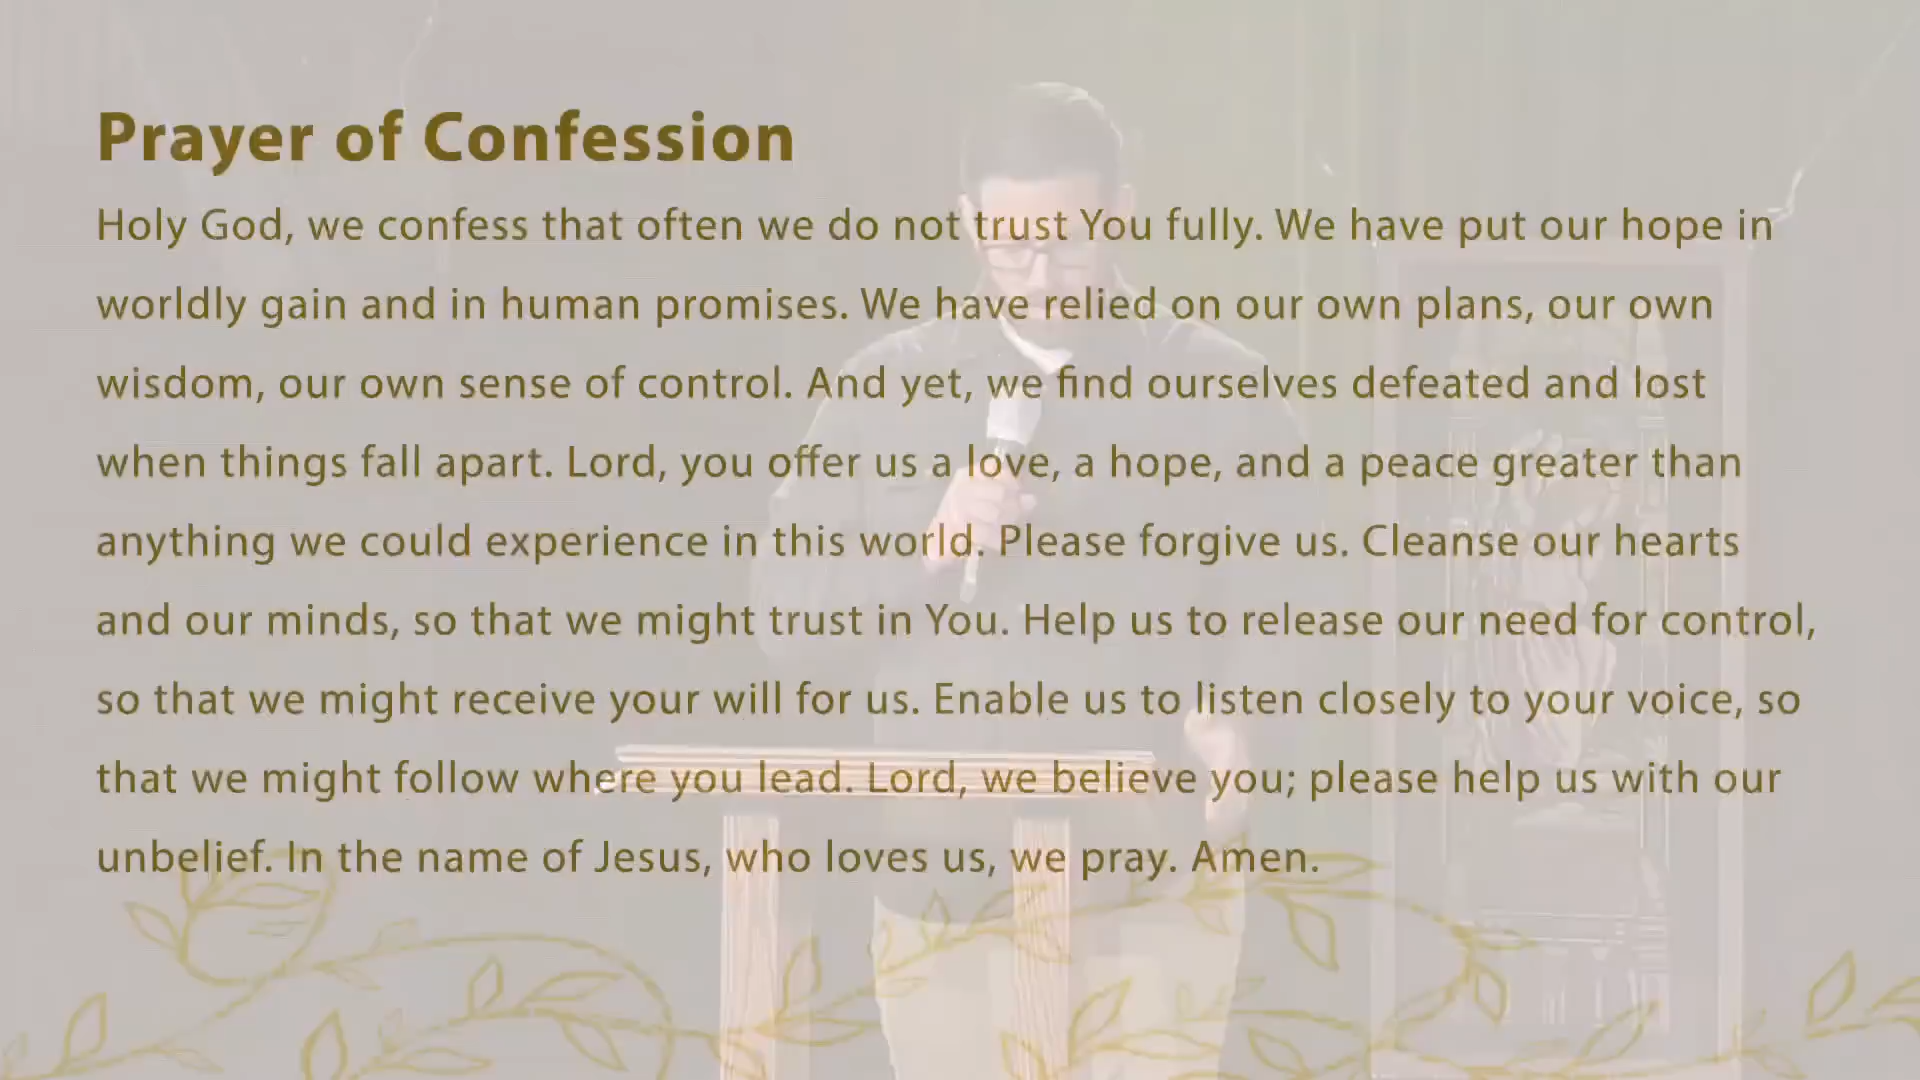 Prayer of Confession
Holy God, we confess that often we do not trust You fully. We have put our hope in
worldly gain and in human promises. We have relied on our own plans, our own
wisdom, our own sense of control. And yet, we find ourselves defeated and lost
when things fall apart. Lord, you offer us a love, a hope, and a peace greater than
anything we could experience in this world. Please forgive us. Cleanse our hearts
and our minds, so that we might trust in You. Help us to release our need for control,
so that we might receive your will for us. Enable us to listen closely to your voice, so
that we might follow where you lead. Lord, we believe you; please help us with our
unbelief. In the name of Jesus, who loves us, we pray. Amen.